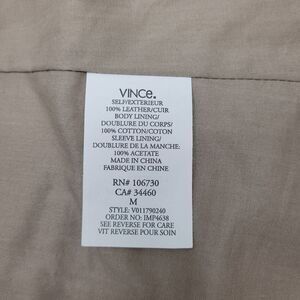 VINCE.
SELF/EXTERIEUR
100% LEATHER/CUIR
BODY LINING/
DOUBLURE DU CORPS/
100% COTTON/COTON
SLEEVE LINING/
DOUBLURE DE LA MANCHE:
100% ACETATE
MADE IN CHINA
FABRIQUE EN CHINE
RN# 106730
CA# 34460
M
STYLE: V011790240
ORDER NO: IMP4638
SEE REVERSE FOR CARE
VIT REVERSE POUR SOIN